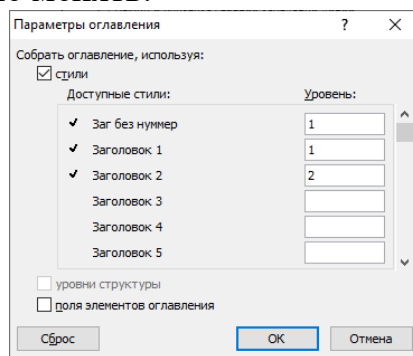 Параметры оглавления ? ×
Собрать оглавление, используя:
стили
Доступные стили: Уровень:
Заг без нуммер 1
Заголовок 1 1
Заголовок 2 2
Заголовок 3
Заголовок 4
Заголовок 5
уровни структуры
поля элементов оглавления
Сброс ОК Отмена